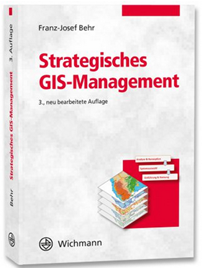 Franz-Josef Behr
Strategisches
GIS-Management
3., neu bearbeitete Auflage
Wichmann
Behr
Strategisches
GIS-Management
3. Auflage